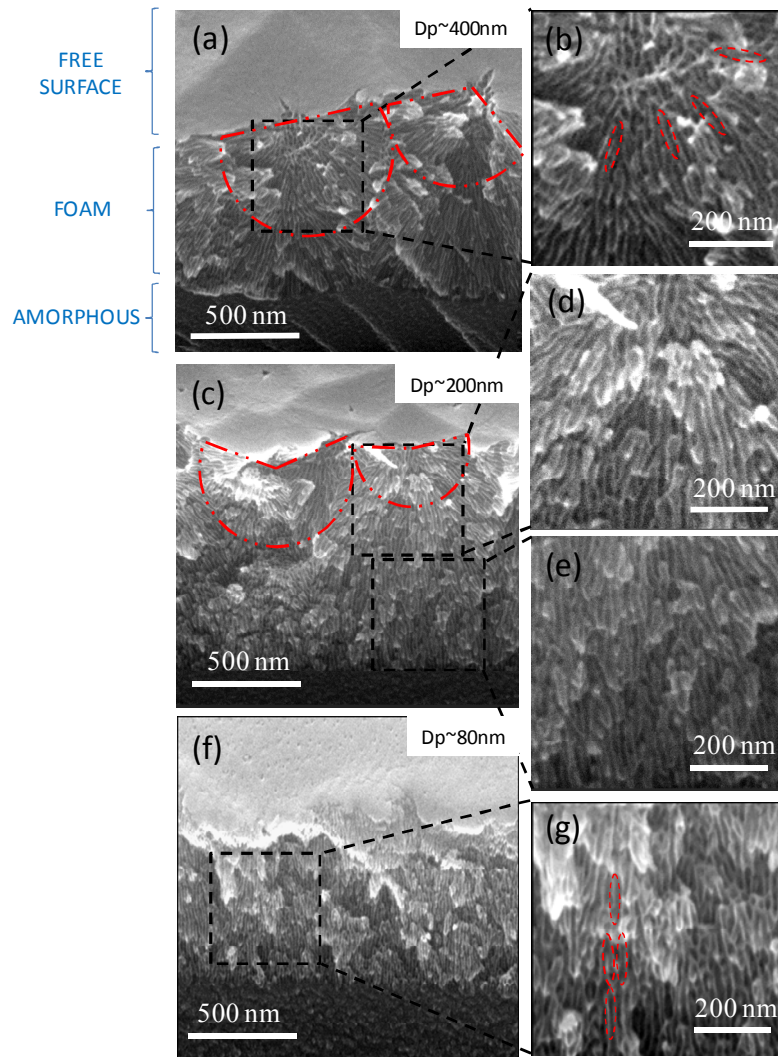 FREE
SURFACE
FOAM
AMORPHOUS
(a)
Dp~400nm
500 nm
(b)
200 nm
(c)
Dp~200nm
500 nm
(d)
200 nm
(e)
200 nm
(f)
Dp~80nm
500 nm
(g)
200 nm